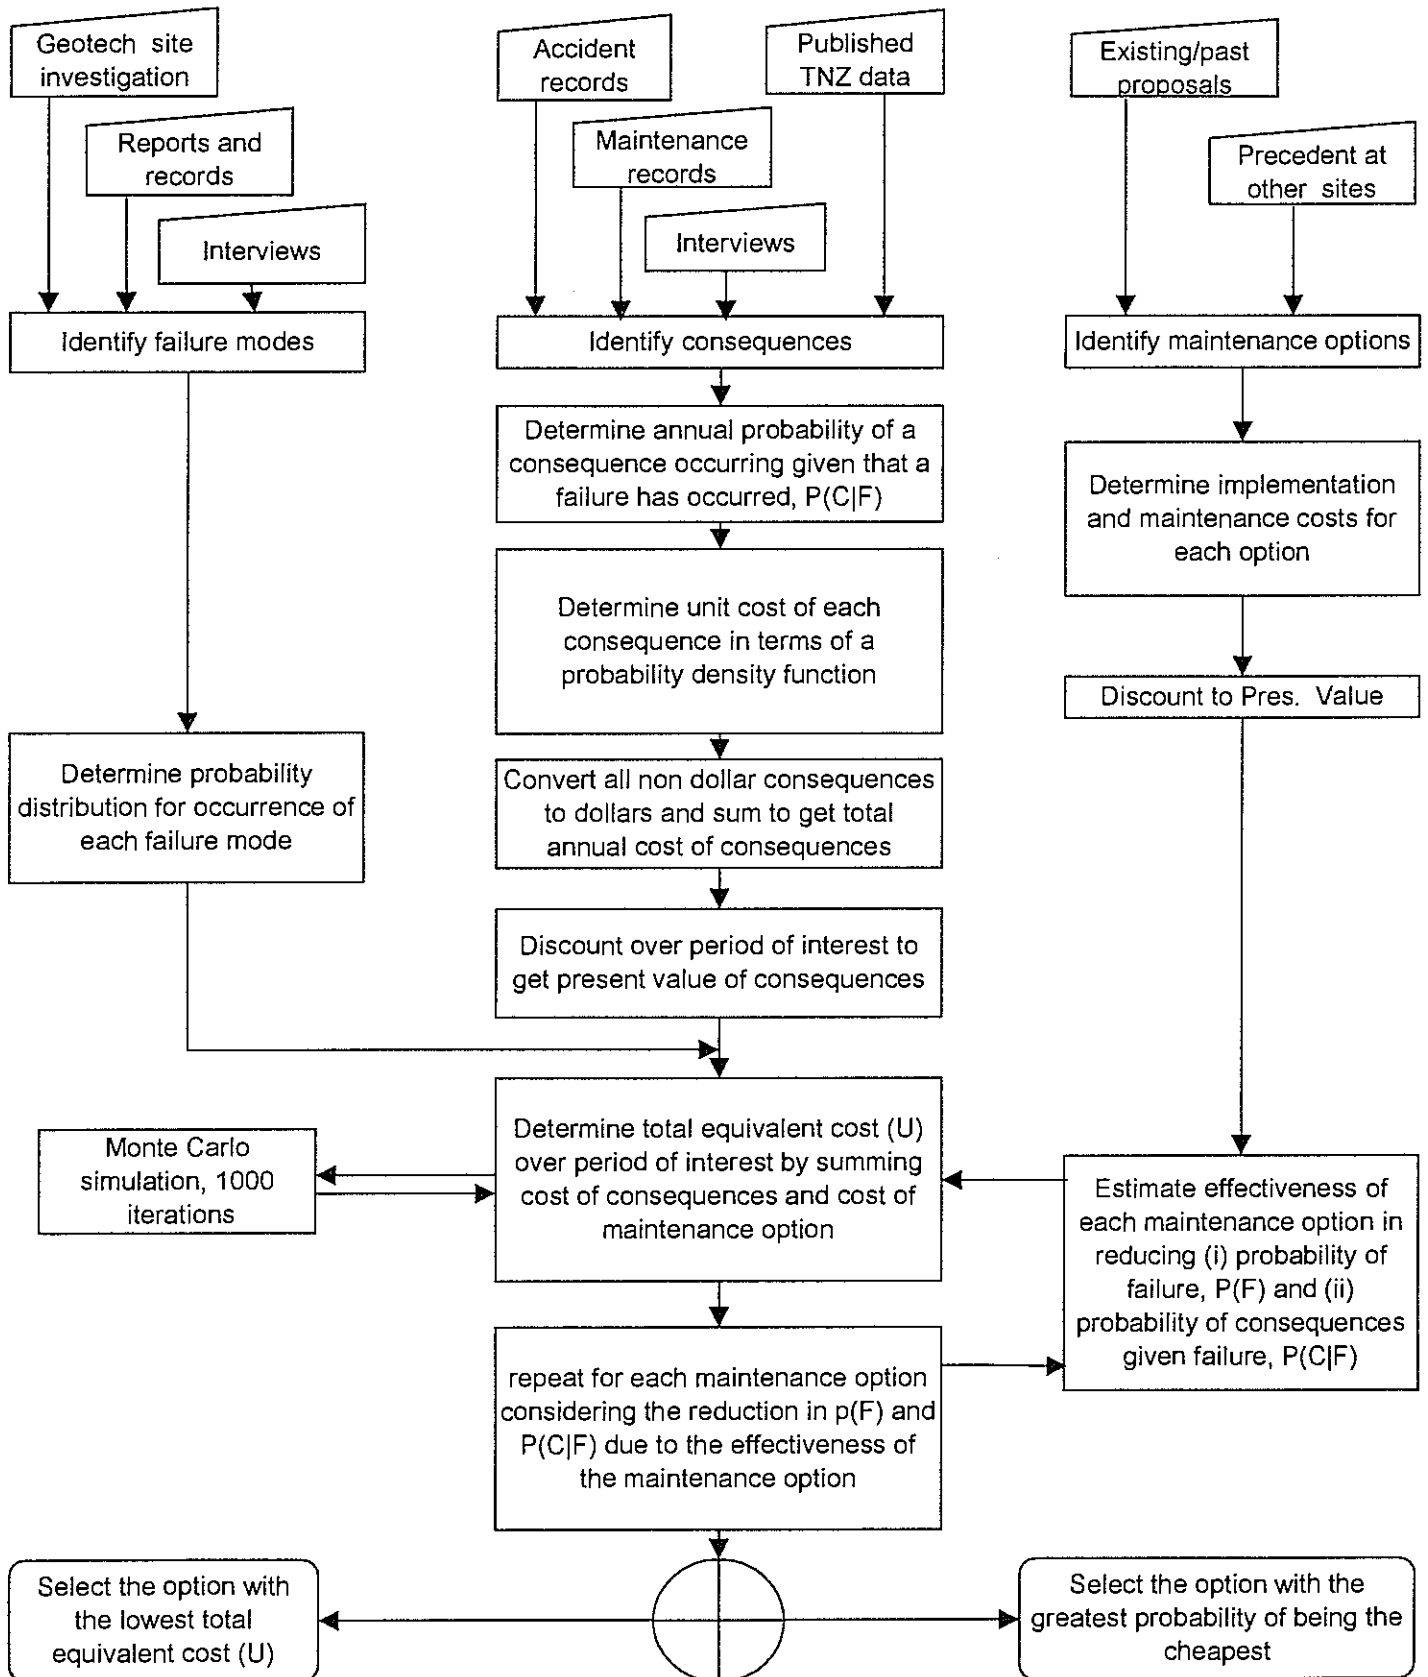 Geotech site
investigation
Reports and
records
Interviews
Identify failure modes
Determine probability
distribution for occurrence of
each failure mode
Accident
records
Maintenance
records
Interviews
Published
TNZ data
Identify consequences
Determine annual probability of a
consequence occurring given that a
failure has occurred, P(C|F)
Determine unit cost of each
consequence in terms of a
probability density function
Convert all non dollar consequences
to dollars and sum to get total
annual cost of consequences
Discount over period of interest to
get present value of consequences
Existing/past
proposals
Precedent at
other sites
Identify maintenance options
Determine implementation
and maintenance costs for
each option
Discount to Pres. Value
Monte Carlo
simulation, 1000
iterations
Determine total equivalent cost (U)
over period of interest by summing
cost of consequences and cost of
maintenance option
Estimate effectiveness of
each maintenance option in
reducing (i) probability of
failure, P(F) and (ii)
probability of consequences
given failure, P(C|F)
repeat for each maintenance option
considering the reduction in p(F) and
P(C|F) due to the effectiveness of
the maintenance option
Select the option with
the lowest total
equivalent cost (U)
Select the option with the
greatest probability of being the
cheapest